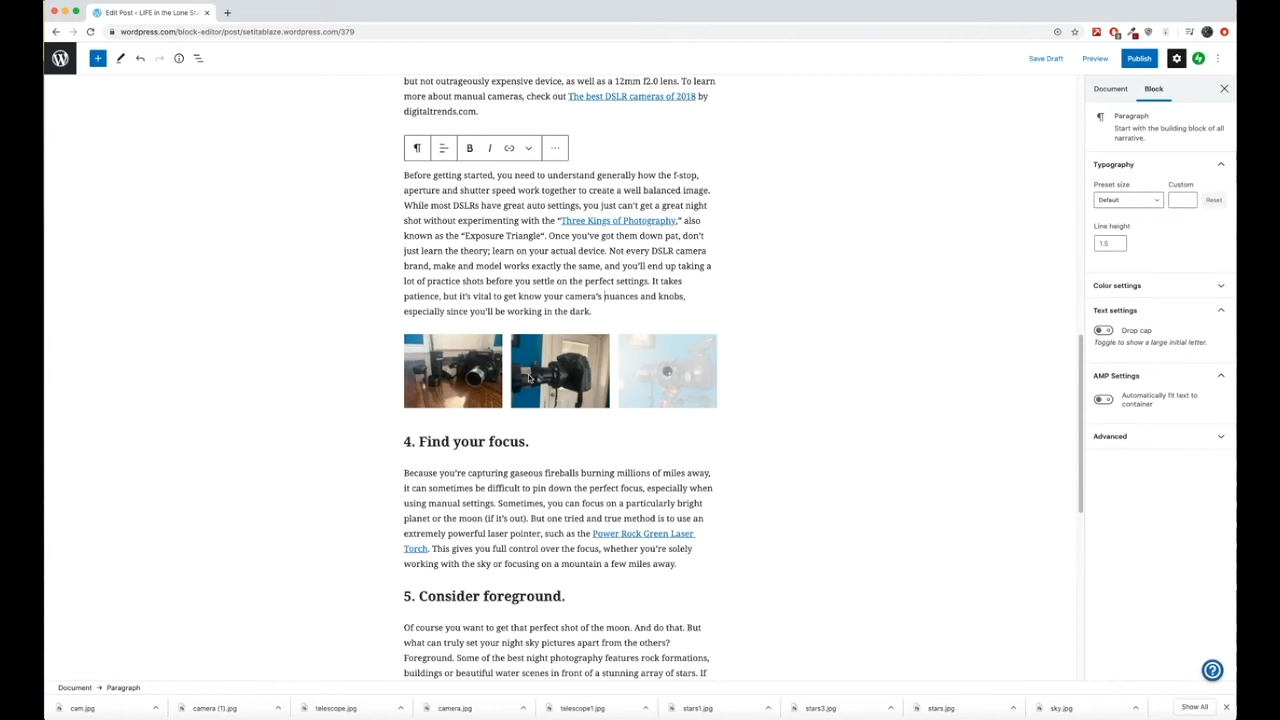 Edit Post ‹ LIFE in the Lone St
wordpress.com/block-editor/post/setitablaze.wordpress.com/379
Save Draft
Preview
Publish
but not outrageously expensive device, as well as a 12mm f2.0 lens. To learn
more about manual cameras, check out The best DSLR cameras of 2018 by
digitaltrends.com.
B I
Before getting started, you need to understand generally how the f-stop,
aperture and shutter speed work together to create a well balanced image.
While most DSLRs have great auto settings, you just can't get a great night
shot without experimenting with the “Three Kings of Photography,” also
known as the “Exposure Triangle“. Once you've got them down pat, don't
just learn the theory; learn on your actual device. Not every DSLR camera
brand, make and model works exactly the same, and you'll end up taking a
lot of practice shots before you settle on the perfect settings. It takes
patience, but it's vital to get know your camera's nuances and knobs,
especially since you'll be working in the dark.
4. Find your focus.
Because you're capturing gaseous fireballs burning millions of miles away,
it can sometimes be difficult to pin down the perfect focus, especially when
using manual settings. Sometimes, you can focus on a particularly bright
planet or the moon (if it's out). But one tried and true method is to use an
extremely powerful laser pointer, such as the Power Rock Green Laser
Torch. This gives you full control over the focus, whether you're solely
working with the sky or focusing on a mountain a few miles away.
5. Consider foreground.
Of course you want to get that perfect shot of the moon. And do that. But
what can truly set your night sky pictures apart from the others?
Foreground. Some of the best night photography features rock formations,
buildings or beautiful water scenes in front of a stunning array of stars. If
Document
Block
Paragraph
Start with the building block of all
narrative.
Typography
Preset size
Custom
Default
Reset
Line height
1.5
Color settings
Text settings
Drop cap
Toggle to show a large initial letter.
AMP Settings
Automatically fit text to
container
Advanced
Document → Paragraph
cam.jpg
camera (1).jpg
telescope.jpg
camera.jpg
telescope1.jpg
stars1.jpg
stars3.jpg
stars.jpg
sky.jpg
Show All